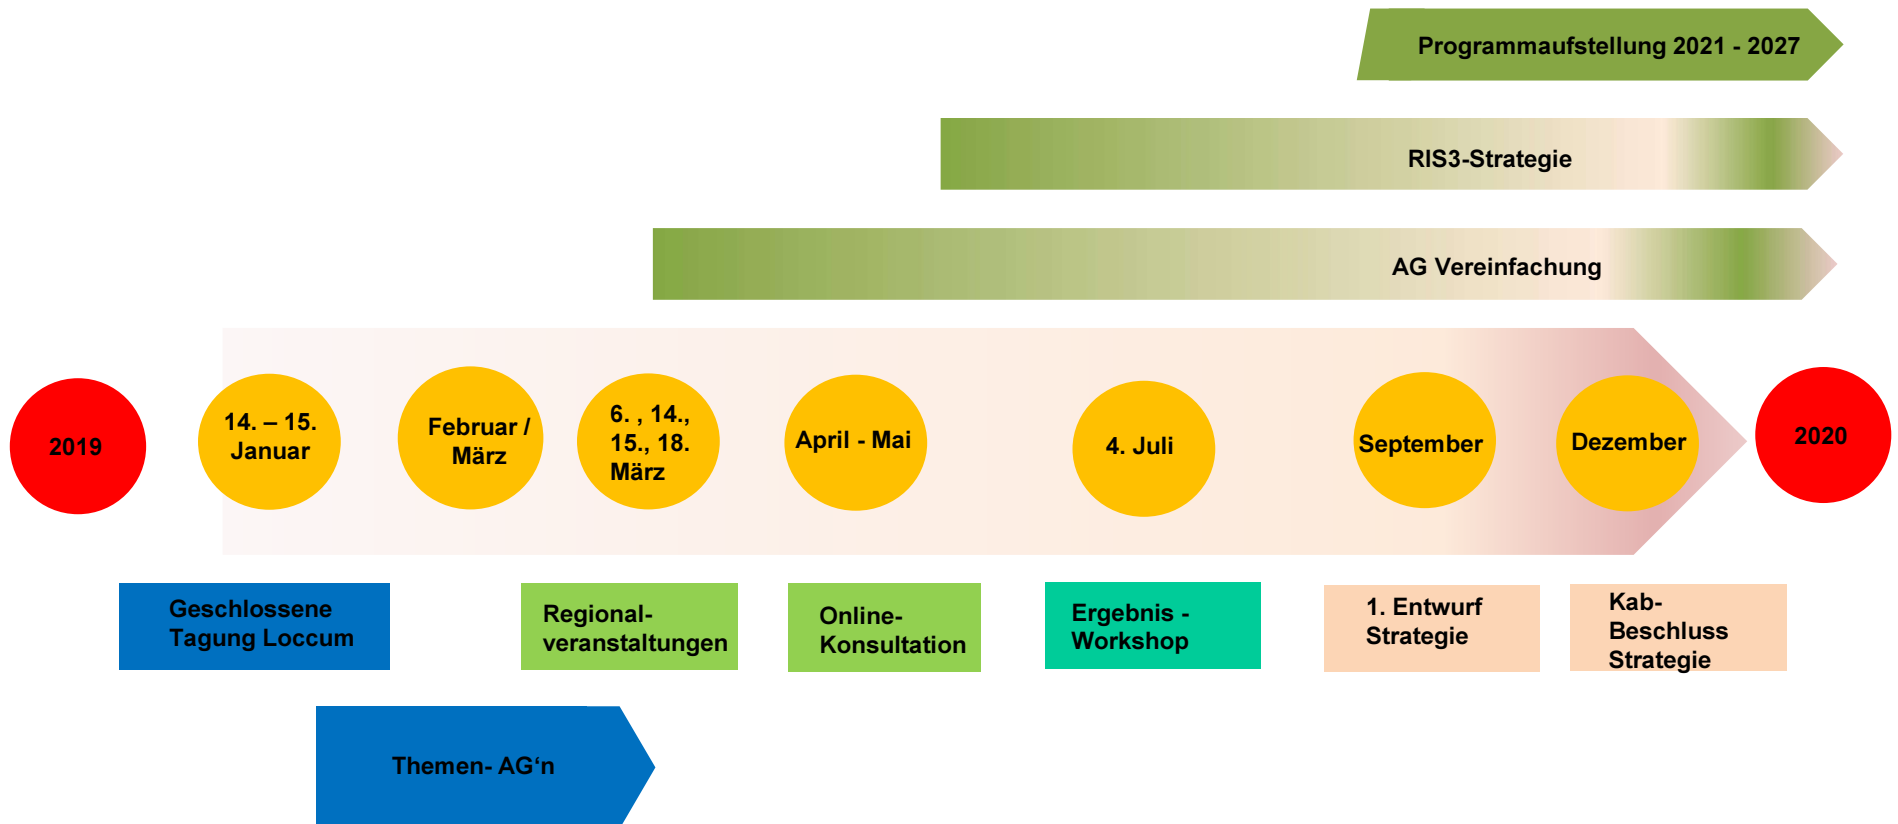 Programmaufstellung 2021 - 2027
RIS3-Strategie
AG Vereinfachung
2019
14. – 15.
Januar
Februar /
März
6. , 14.,
15., 18.
März
April - Mai
4. Juli
September
Dezember
2020
Geschlossene
Tagung Loccum
Regional-
veranstaltungen
Online-
Konsultation
Ergebnis -
Workshop
1. Entwurf
Strategie
Kab-
Beschluss
Strategie
Themen- AG‘n